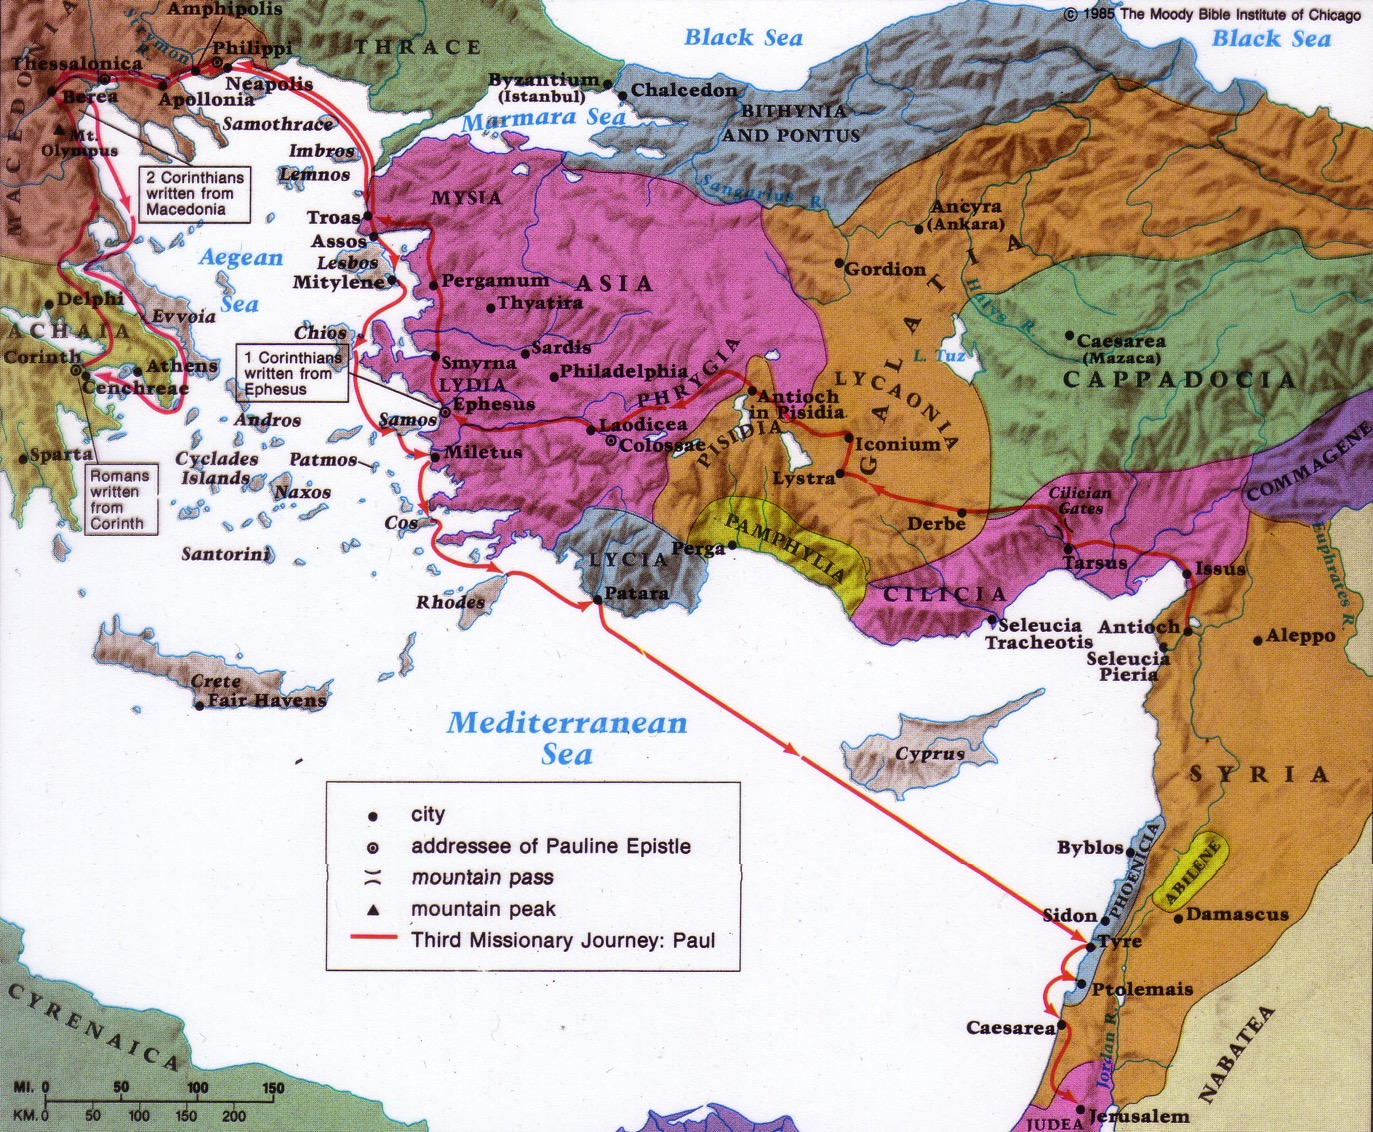 © 1985 The Moody Bible Institute of Chicago
Amphipolis
Strymon R.
Philippi
THRACE
Black Sea
Black Sea
Thessalonica
Neapolis
Byzantium
(Istanbul)
Chalcedon
Berea
Apollonia
MACEDONIA
Samothrace
Marmara Sea
BITHYNIA
AND PONTUS
Mt.
Olympus
Imbros
Lemnos
2 Corinthians
written from
Macedonia
MYSIA
Sangarius R.
Troas
Ancyra
(Ankara)
Assos
Aegean
Sea
Lesbos
Mitylene
Pergamum
ASIA
Gordion
GALATIA
Thyatira
Halys R.
Delphi
Evvoia
ACHAIA
Chios
Caesarea
(Mazaca)
Corinth
Athens
1 Corinthians
written from
Ephesus
Smyrna
Sardis
L. Tuz
Cenchreae
LYDIA
Philadelphia
PHRYGIA
LYCAONIA
CAPPADOCIA
Ephesus
Antioch
in Pisidia
Andros
Samos
Laodicea
Colossae
PISIDIA
Iconium
COMMAGENE
Sparta
Cyclades
Islands
Patmos
Miletus
Lystra
Romans
written
from
Corinth
Naxos
Cilician
Gates
Cos
Derbe
Santorini
LYCIA
Perga
PAMPHYLIA
Tarsus
Issus
Euphrates R.
Rhodes
Patara
CILICIA
Seleucia
Tracheotis
Antioch
Aleppo
Seleucia
Pieria
Crete
Fair Havens
Mediterranean
Sea
Cyprus
SYRIA
city
addressee of Pauline Epistle
mountain pass
mountain peak
Third Missionary Journey: Paul
Byblos
PHOENICIA
ABILENE
Sidon
Damascus
Tyre
Ptolemais
CYRENAICA
Caesarea
Jordan R.
NABATEA
MI. 0 50 100 150
KM. 0 50 100 150 200
Jerusalem
JUDEA